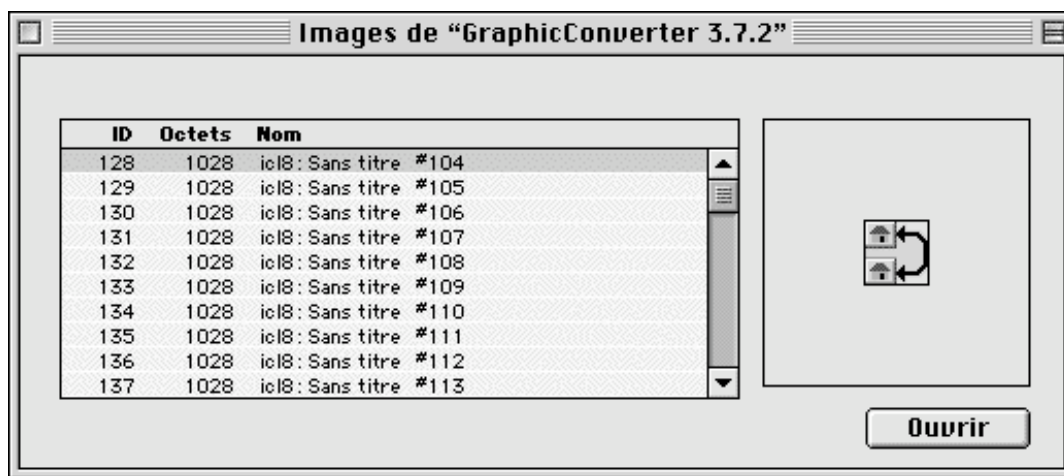 Images de “GraphicConverter 3.7.2”
ID Octets Nom
128 1028 icl8: Sans titre #104
129 1028 icl8: Sans titre #105
130 1028 icl8: Sans titre #106
131 1028 icl8: Sans titre #107
132 1028 icl8: Sans titre #108
133 1028 icl8: Sans titre #109
134 1028 icl8: Sans titre #110
135 1028 icl8: Sans titre #111
136 1028 icl8: Sans titre #112
137 1028 icl8: Sans titre #113
Ouvrir